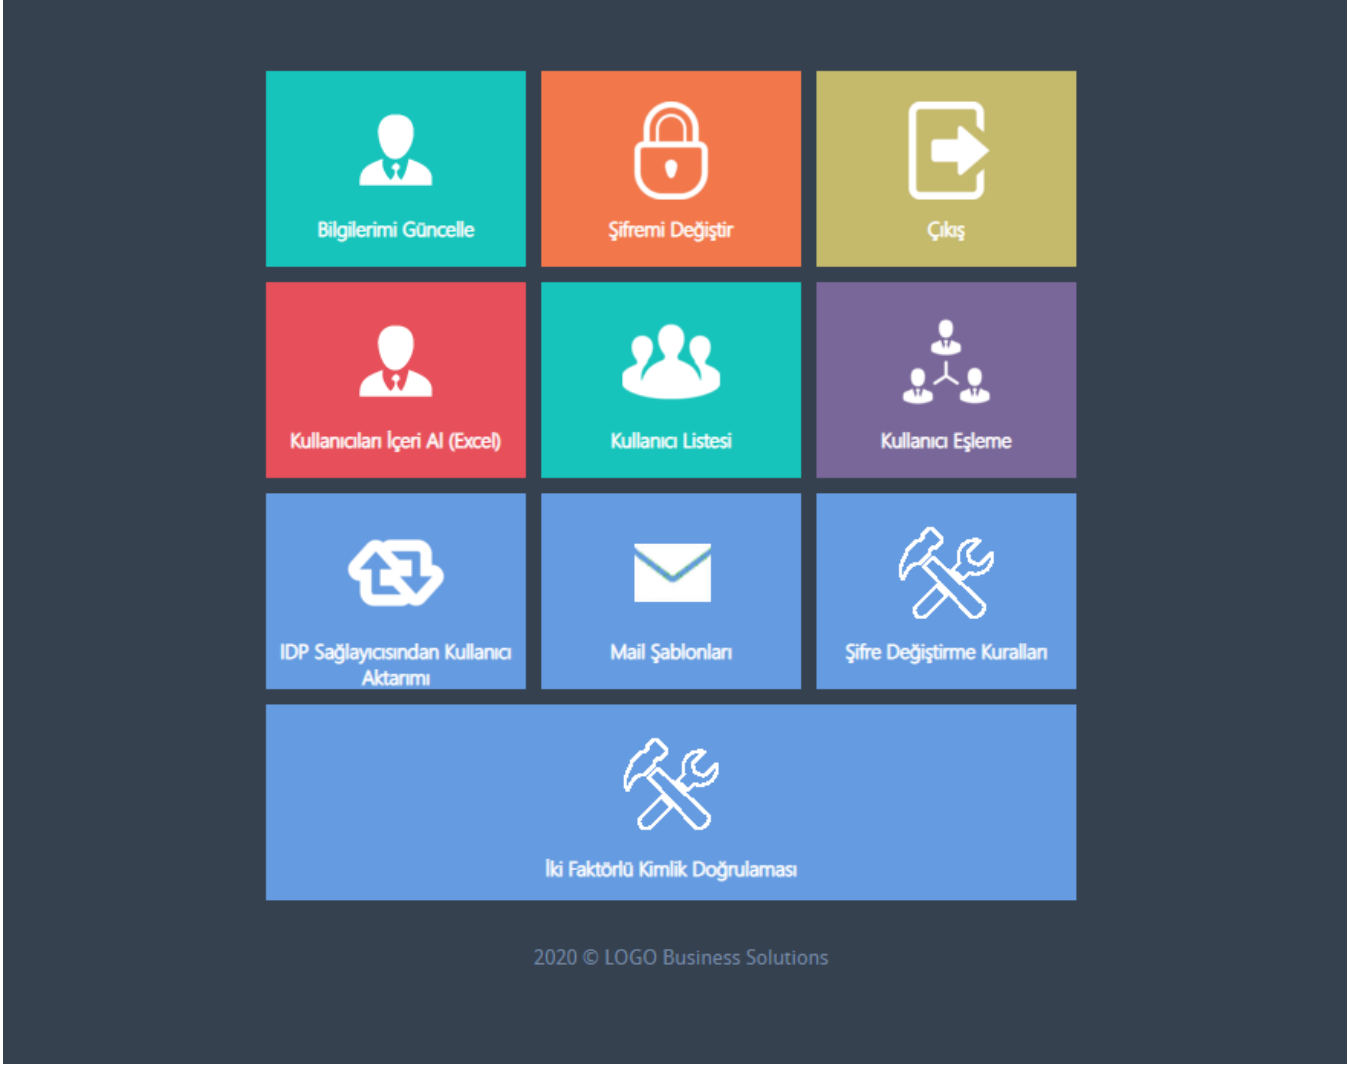 Bilgilerimi Güncelle
Şifremi Değiştir
Çıkış
Kullanıcıları İçeri Al (Excel)
Kullanıcı Listesi
Kullanıcı Eşleme
IDP Sağlayıcısından Kullanıcı
Aktarımı
Mail Şablonları
Şifre Değiştirme Kuralları
İki Faktörlü Kimlik Doğrulaması
2020 © LOGO Business Solutions